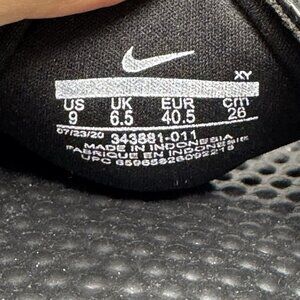 XY
US UK EUR cm
9 6.5 40.5 26
07/23/20
343881-011
MADE IN INDONESIA
FABRIQUE EN INDONESIE
UPC